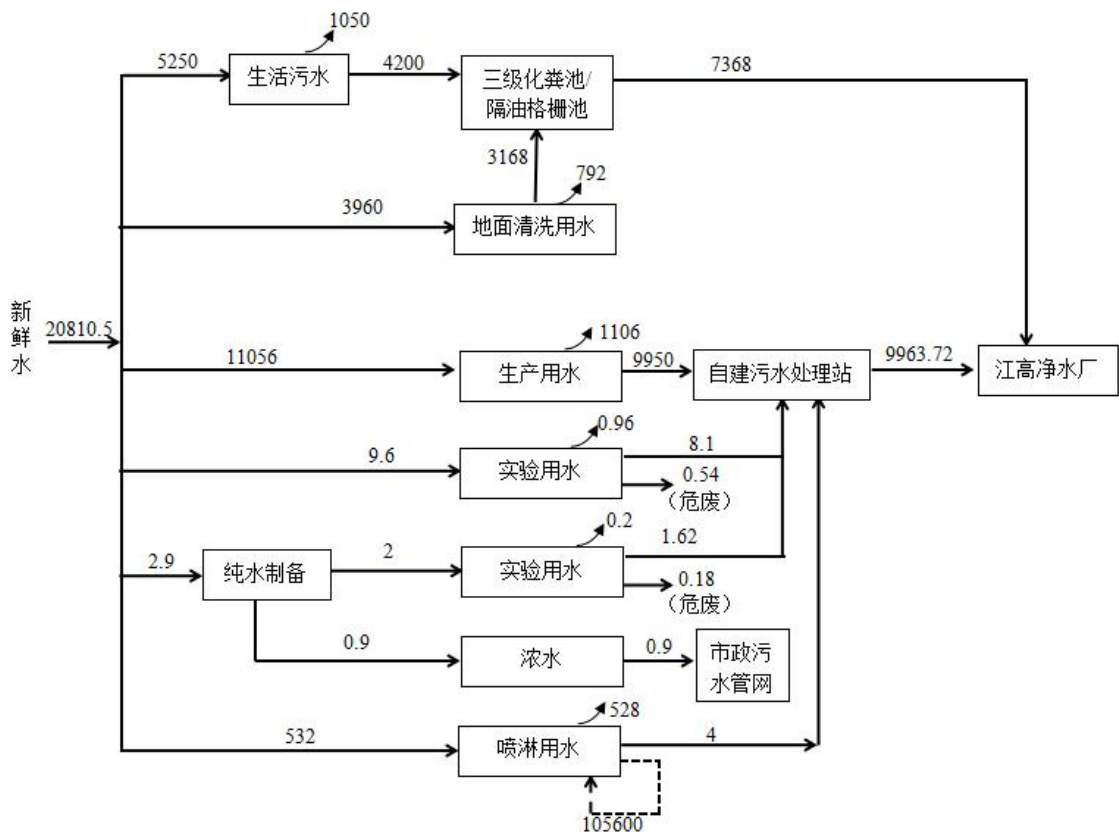 1050
5250
生活污水
4200
三级化粪池/
隔油格栅池
7368
3168
792
3960
地面清洗用水
新
鲜
水
20810.5
1106
11056
生产用水
9950
自建污水处理站
9963.72
江高净水厂
0.96
9.6
实验用水
8.1
0.54
（危废）
0.2
2.9
纯水制备
2
实验用水
1.62
0.18
（危废）
0.9
浓水
0.9
市政污
水管网
528
532
喷淋用水
4
105600